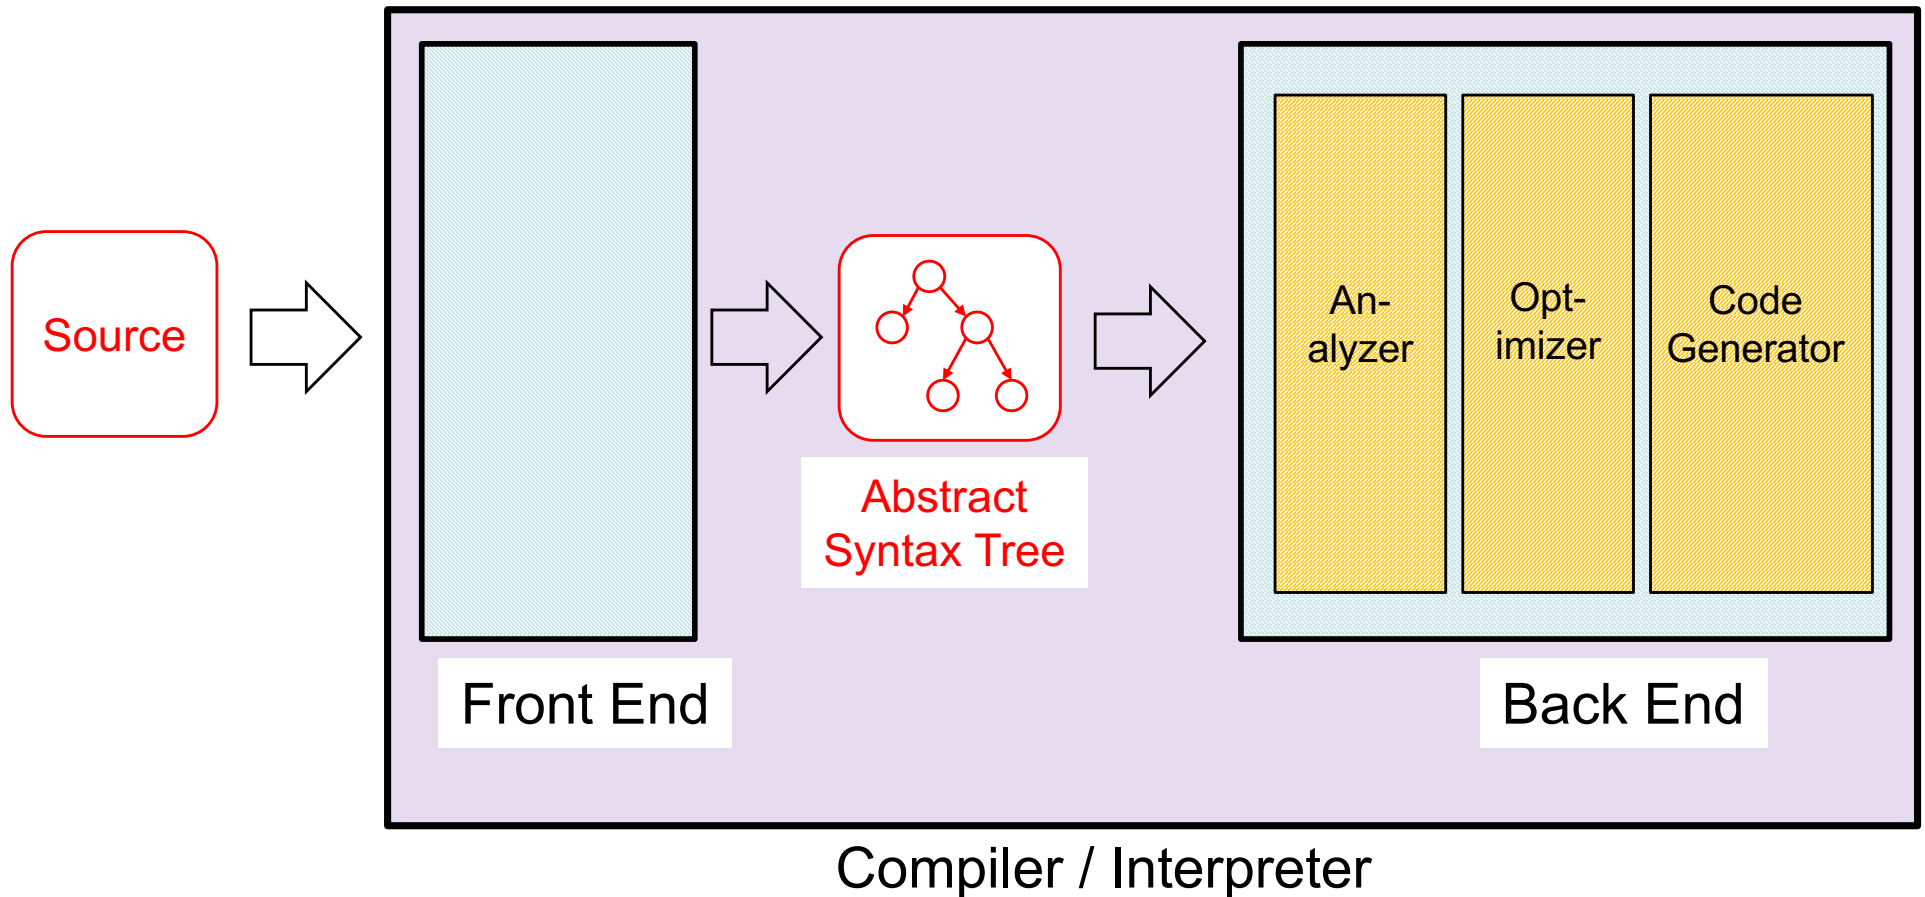 Source
Abstract
Syntax Tree
An-
alyzer
Opt-
imizer
Code
Generator
Front End
Back End
Compiler / Interpreter